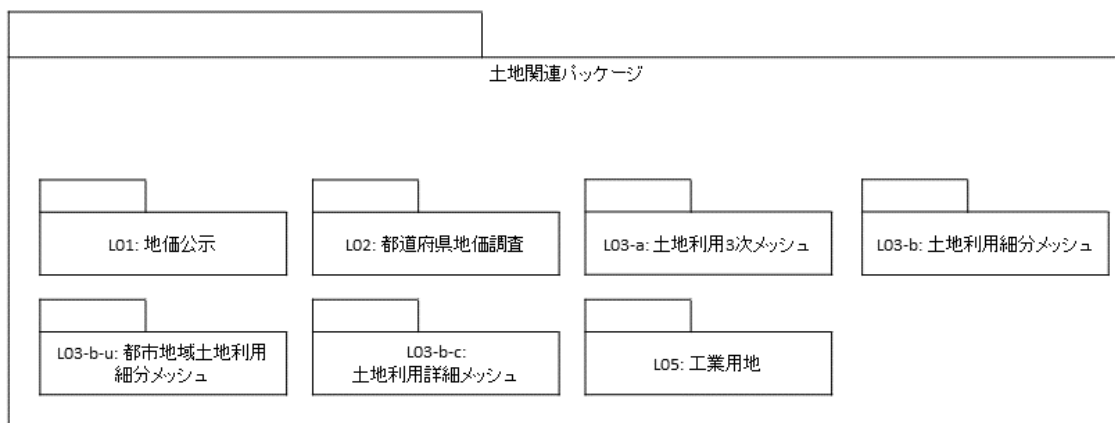 土地関連パッケージ
L01: 地価公示
L02: 都道府県地価調査
L03-a: 土地利用3次メッシュ
L03-b: 土地利用細分メッシュ
L03-b-u: 都市地域土地利用
細分メッシュ
L03-b-c:
土地利用詳細メッシュ
L05: 工業用地